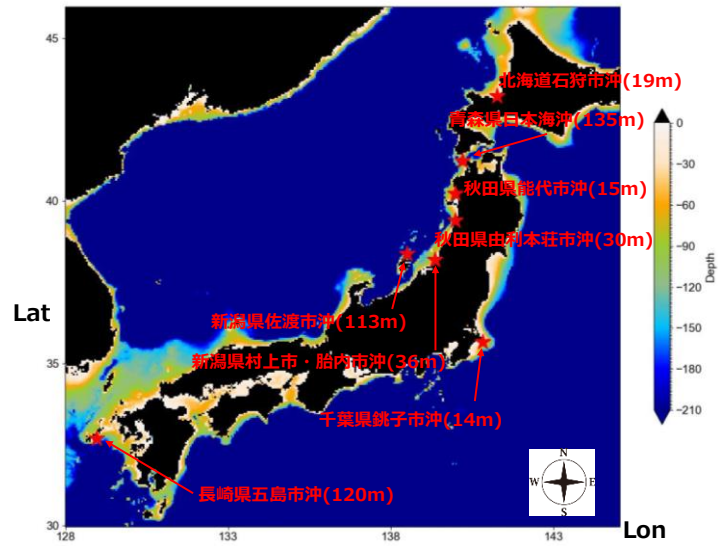 45
40
35
30
128
133
138
143
Lat
Lon
北海道石狩市沖(19m)
青森県日本海沖(135m)
秋田県能代市沖(15m)
秋田県由利本荘市沖(30m)
新潟県佐渡市沖(113m)
新潟県村上市・胎内市沖(36m)
千葉県銚子市沖(14m)
長崎県五島市沖(120m)
N
W
E
S
0
−30
−60
−90
−120
−150
−180
−210
Depth